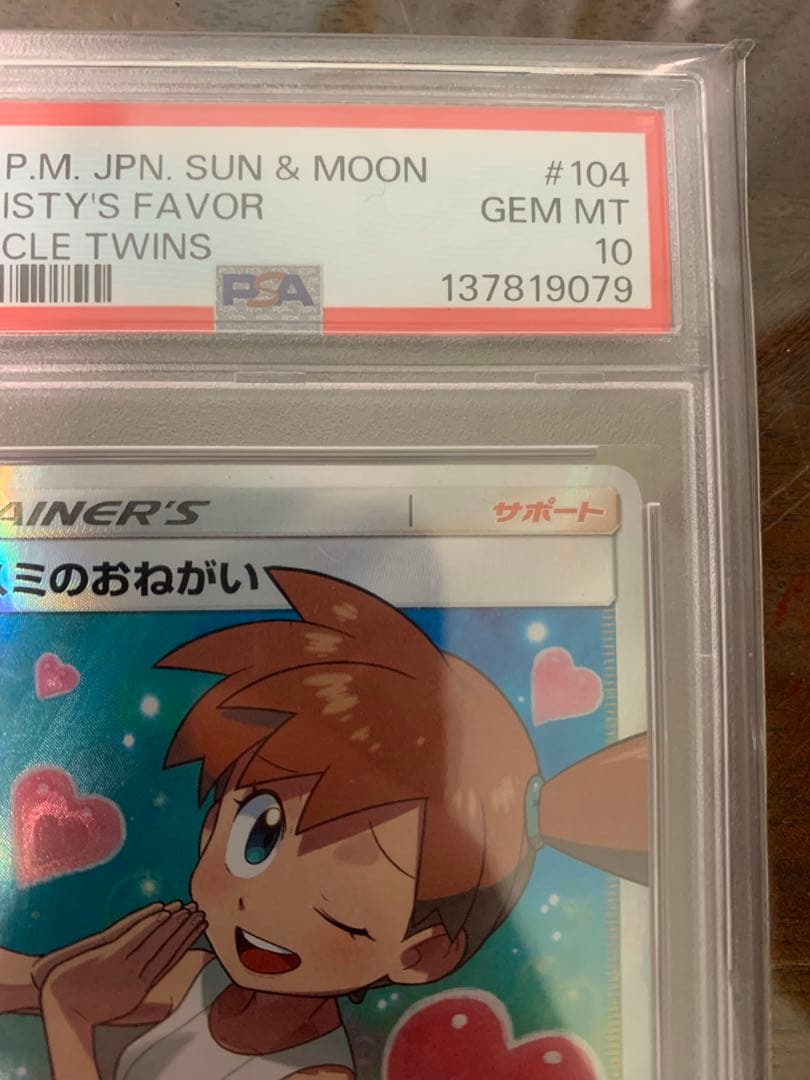 P.M. JPN. SUN & MOON #104
ISTY'S FAVOR GEM MT
CLE TWINS 10
PSA 137819079
AINER'S サポート
ミのおねがい